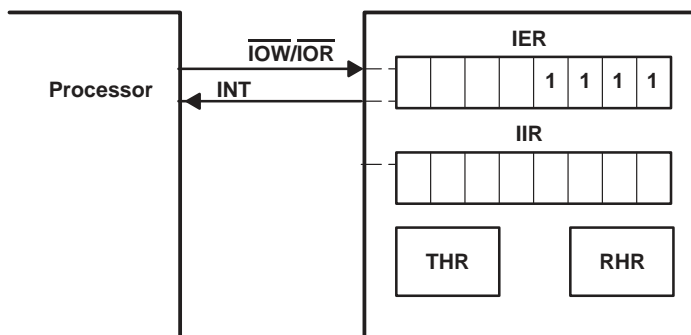 IER
IOW/IOR
1 1 1 1
Processor
INT
IIR
THR
RHR